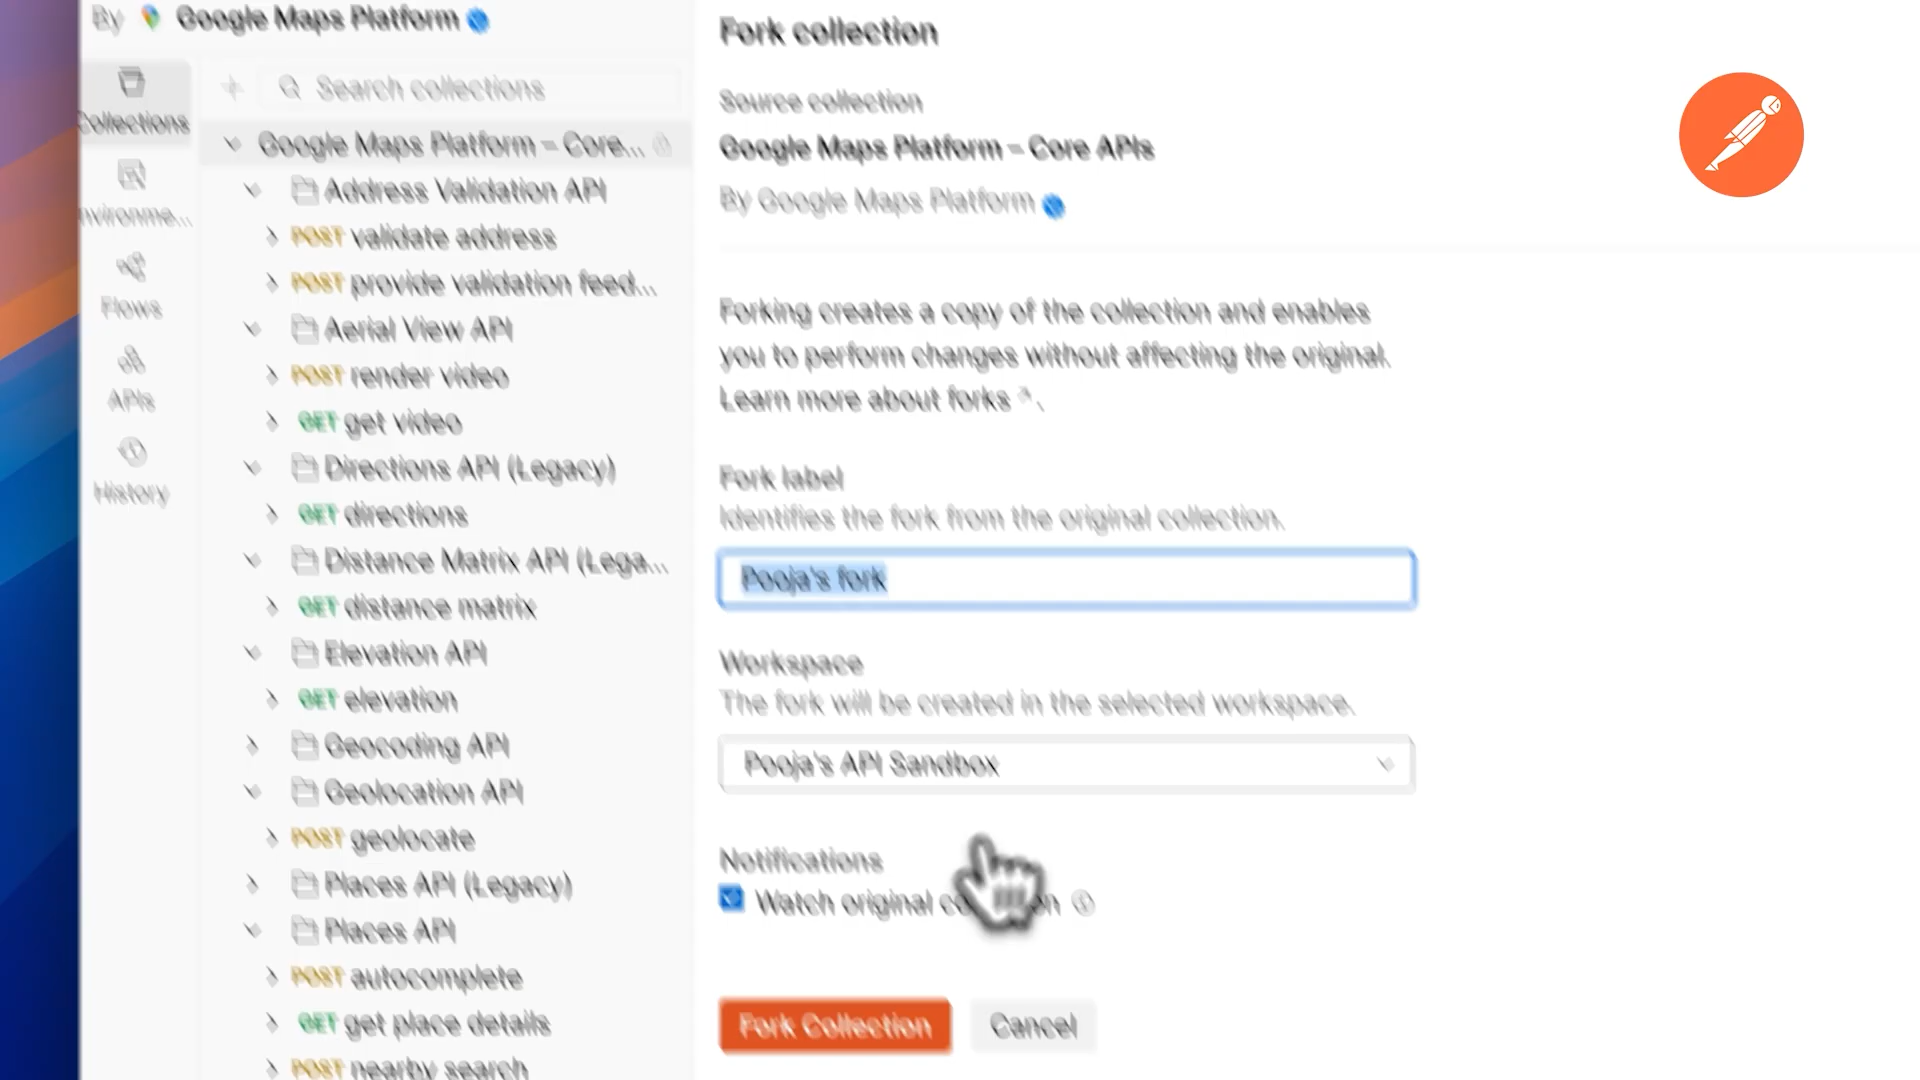 By Google Maps Platform
Collections
nvironme...
Flows
APIs
History
Search collections
Google Maps Platform – Core...
Address Validation API
POST validate address
POST provide validation feed...
Aerial View API
POST render video
GET get video
Directions API (Legacy)
GET directions
Distance Matrix API (Lega...
GET distance matrix
Elevation API
GET elevation
Geocoding API
Geolocation API
POST geolocate
Places API (Legacy)
Places API
POST autocomplete
GET get place details
POST nearby search
Fork collection
Source collection
Google Maps Platform – Core APIs
By Google Maps Platform
Forking creates a copy of the collection and enables
you to perform changes without affecting the original.
Learn more about forks ↗.
Fork label
Identifies the fork from the original collection.
Pooja's fork
Workspace
The fork will be created in the selected workspace.
Pooja's API Sandbox
Notifications
Watch original
Fork Collection
Cancel